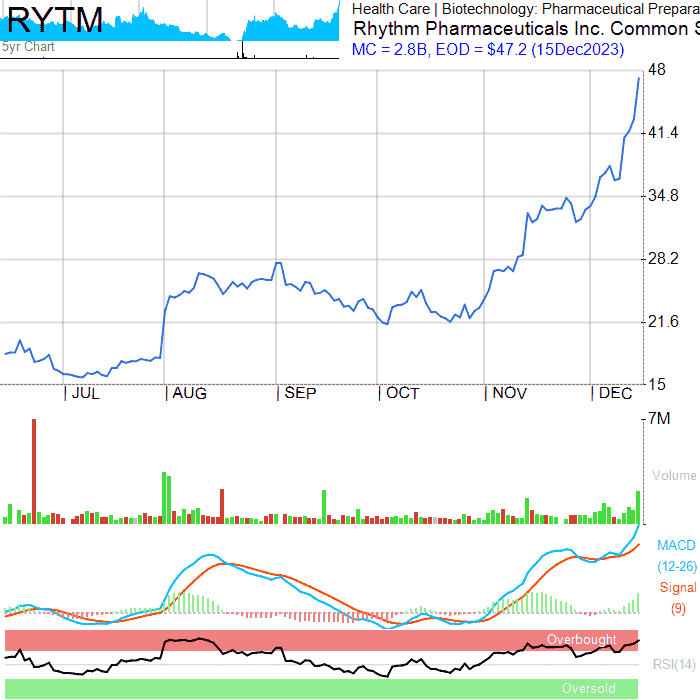 RYTM
5yr Chart
Health Care | Biotechnology: Pharmaceutical Prepara
Rhythm Pharmaceuticals Inc. Common S
MC = 2.8B, EOD = $47.2 (15Dec2023)
48
41.4
34.8
28.2
21.6
15
| JUL | AUG | SEP | OCT | NOV | DEC
7M
Volume
MACD
(12-26)
Signal
(9)
Overbought
RSI(14)
Oversold